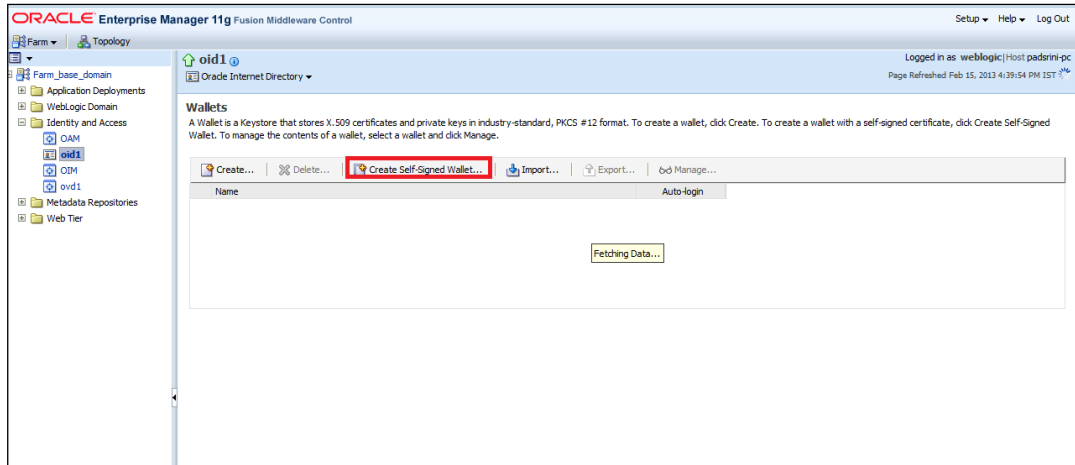 ORACLE Enterprise Manager 11g Fusion Middleware Control
Setup Help Log Out
Farm Topology
Farm_base_domain
Application Deployments
WebLogic Domain
Identity and Access
OAM
oid1
OIM
ovd1
Metadata Repositories
Web Tier
oid1
Logged in as weblogic|Host padsrini-pc
Oracle Internet Directory
Page Refreshed Feb 15, 2013 4:39:54 PM IST
Wallets
A Wallet is a Keystore that stores X.509 certificates and private keys in industry-standard, PKCS #12 format. To create a wallet, click Create. To create a wallet with a self-signed certificate, click Create Self-Signed
Wallet. To manage the contents of a wallet, select a wallet and click Manage.
Create... Delete... Create Self-Signed Wallet... Import... Export... Manage...
Name Auto-login
Fetching Data...